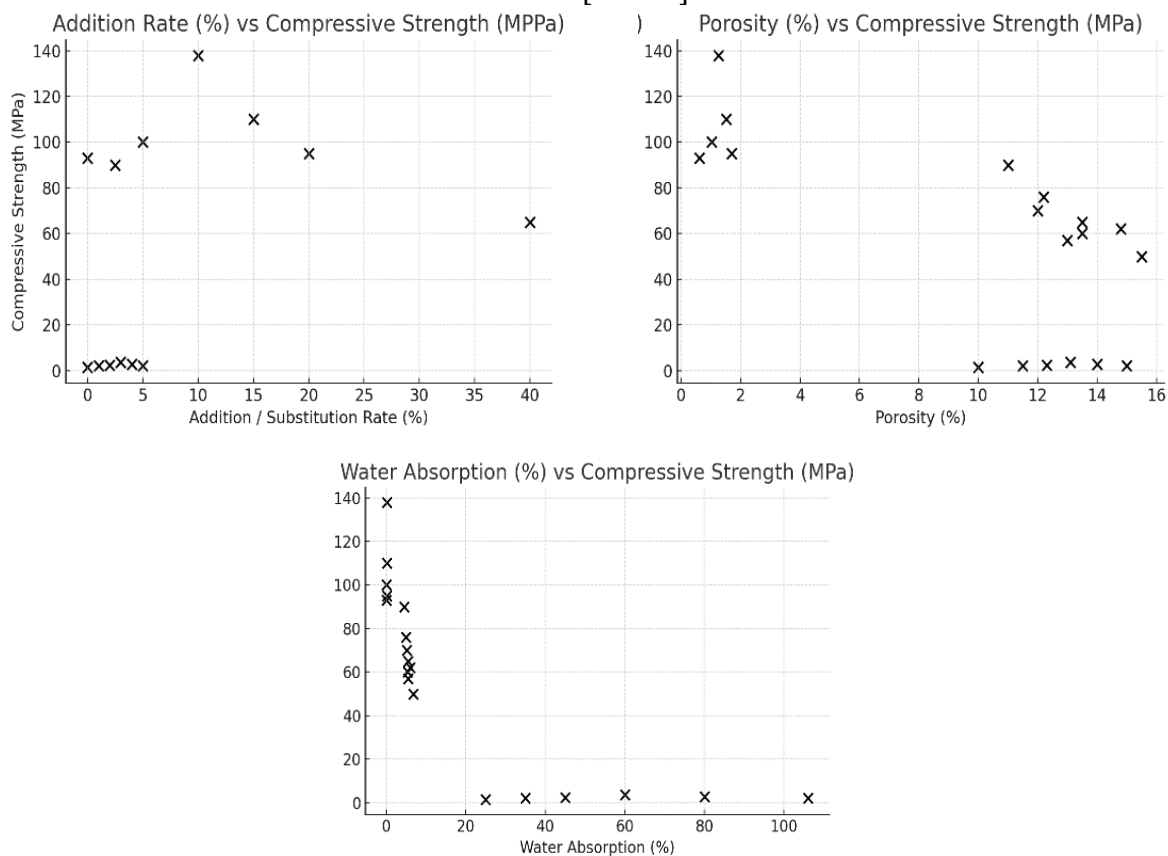 Addition Rate (%) vs Compressive Strength (MPPa)
Compressive Strength (MPa)
140
120
100
80
60
40
20
0
0 5 10 15 20 25 30 35 40
Addition / Substitution Rate (%)
) Porosity (%) vs Compressive Strength (MPa)
140
120
100
80
60
40
20
0
0 2 4 6 8 10 12 14 16
Porosity (%)
Water Absorption (%) vs Compressive Strength (MPa)
140
120
100
80
60
40
20
0
0 20 40 60 80 100
Water Absorption (%)